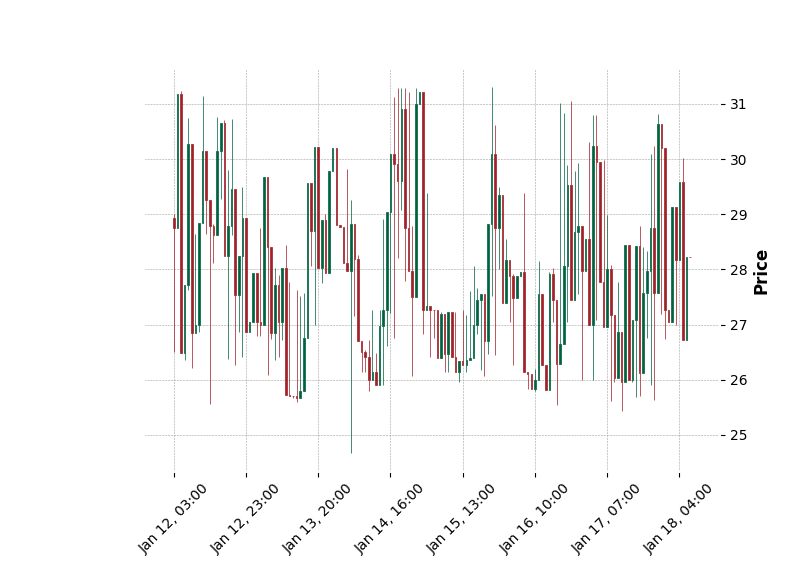 31
30
29
28
27
26
25
Price
Jan 12, 03:00
Jan 12, 23:00
Jan 13, 20:00
Jan 14, 16:00
Jan 15, 13:00
Jan 16, 10:00
Jan 17, 07:00
Jan 18, 04:00